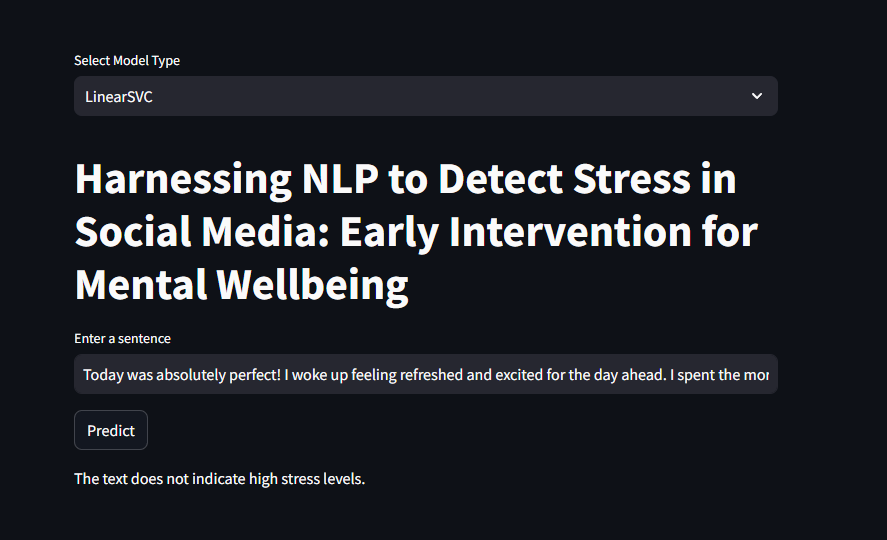 Select Model Type
LinearSVC
Harnessing NLP to Detect Stress in
Social Media: Early Intervention for
Mental Wellbeing
Enter a sentence
Today was absolutely perfect! I woke up feeling refreshed and excited for the day ahead. I spent the
Predict
The text does not indicate high stress levels.